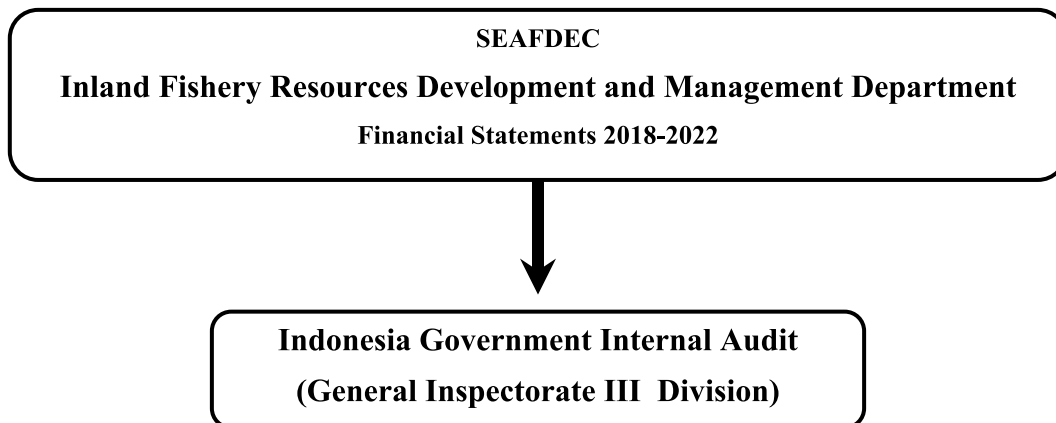 SEAFDEC
Inland Fishery Resources Development and Management Department
Financial Statements 2018-2022
Indonesia Government Internal Audit
(General Inspectorate III Division)